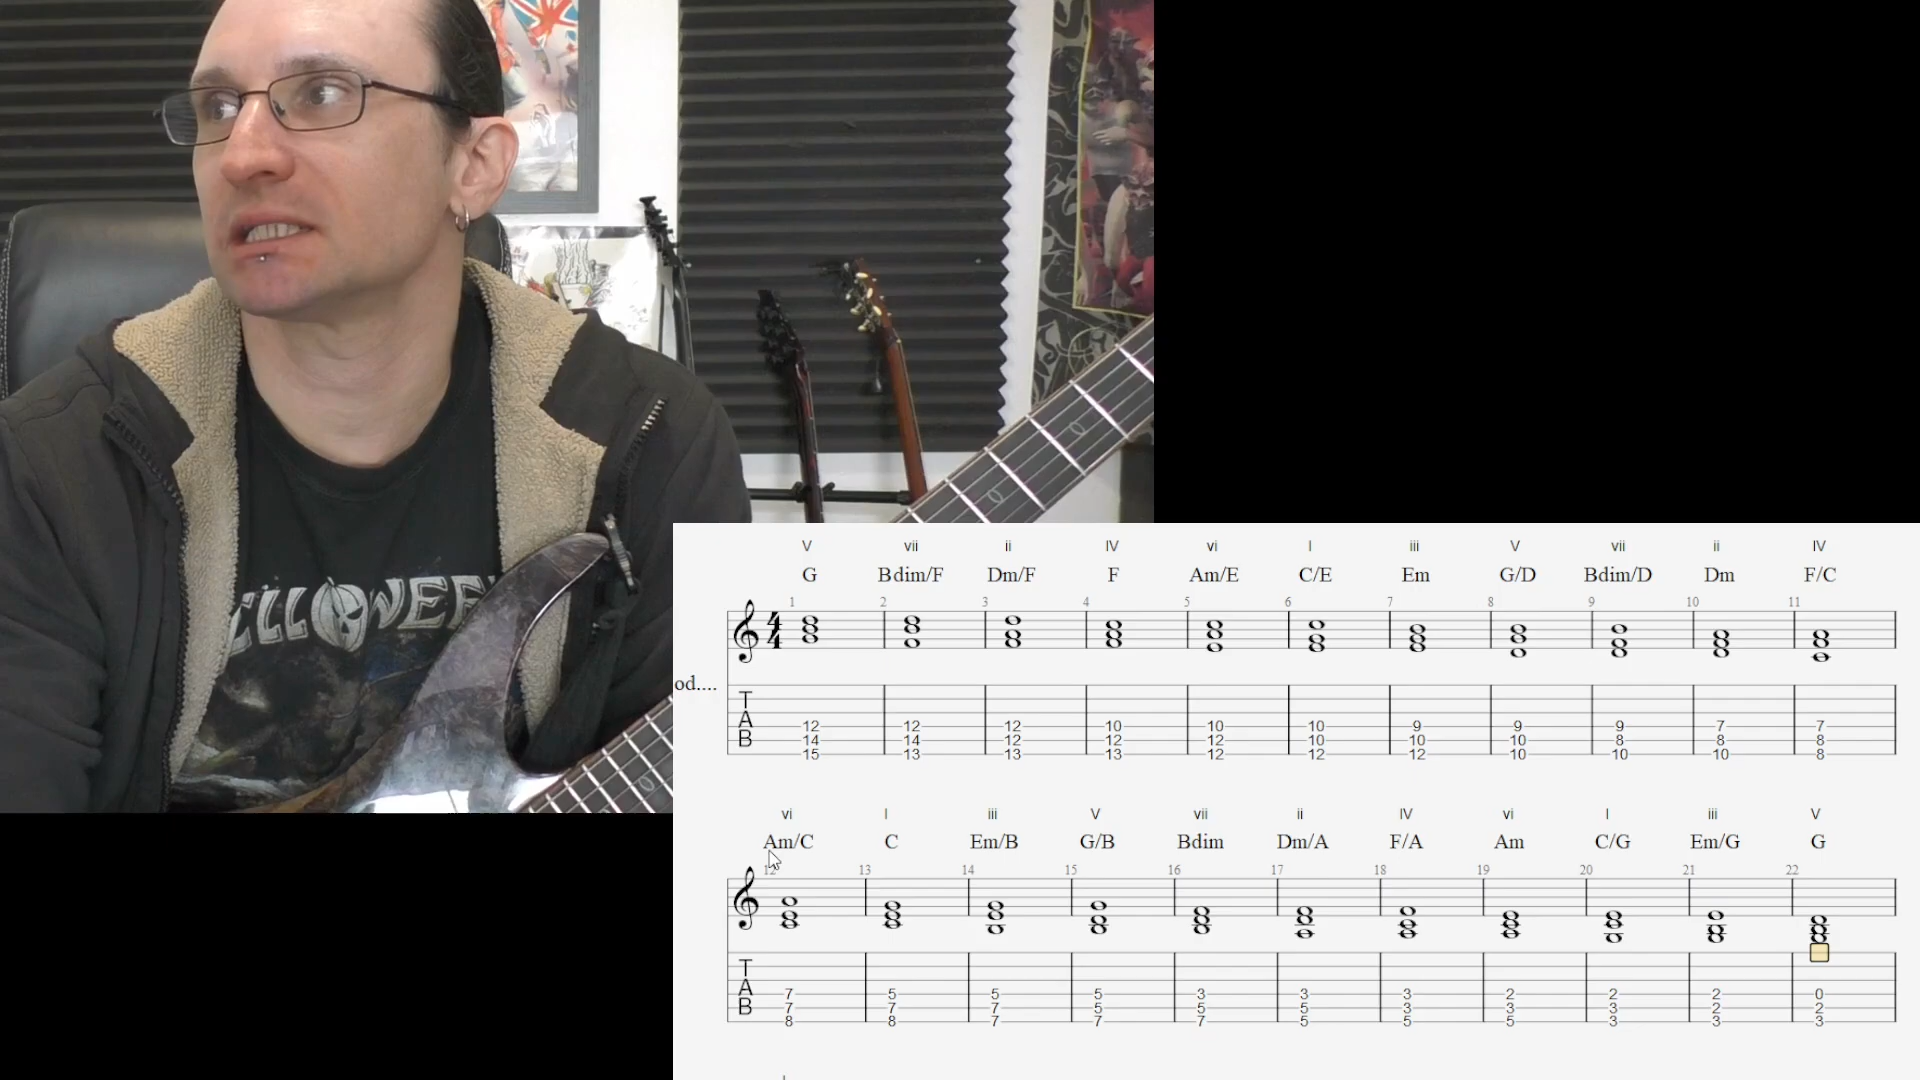 HELLOWEEN
V vii ii IV vi I iii V vii ii IV
G Bdim/F Dm/F F Am/E C/E Em G/D Bdim/D Dm F/C
1 2 3 4 5 6 7 8 9 10 11
4
4
od....
T
A
B
12 12 12 10 10 10 9 9 9 7 7
14 14 12 12 12 10 10 10 8 8 8
15 13 13 13 12 12 12 10 10 10 8
vi I iii V vii ii IV vi I iii V
Am/C C Em/B G/B Bdim Dm/A F/A Am C/G Em/G G
12 13 14 15 16 17 18 19 20 21 22
T
A
B
7 5 5 5 3 3 3 2 2 2 0
7 7 7 5 5 5 3 3 3 2 2
8 8 7 7 7 5 5 5 3 3 3